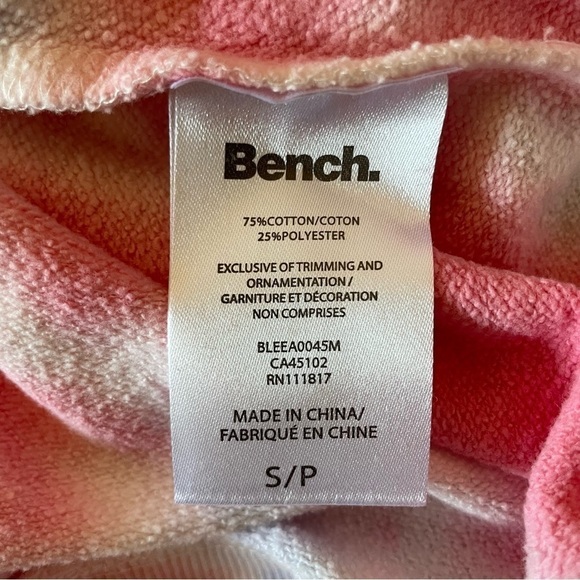 Bench.
75%COTTON/COTON
25%POLYESTER
EXCLUSIVE OF TRIMMING AND
ORNAMENTATION/
GARNITURE ET DÉCORATION
NON COMPRISES
BLEEA0045M
CA45102
RN111817
MADE IN CHINA/
FABRIQUÉ EN CHINE
S/P